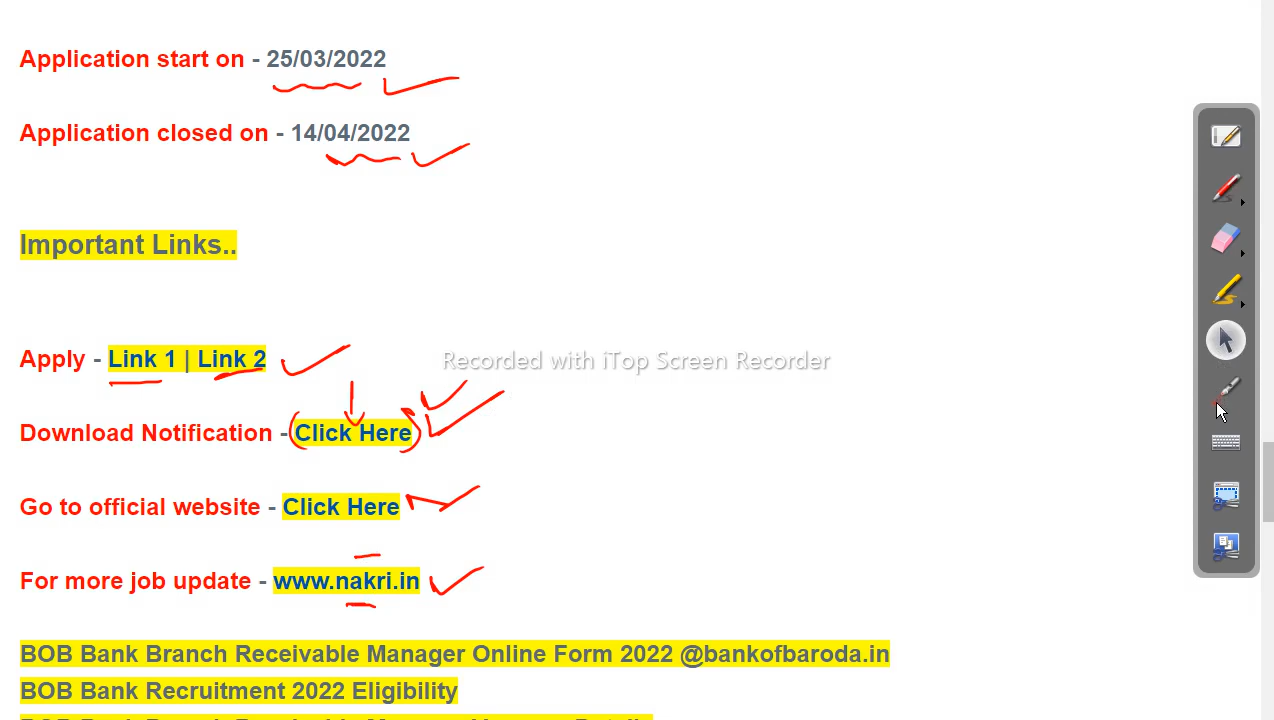 Application start on - 25/03/2022
Application closed on - 14/04/2022
Important Links..
Apply - Link 1 | Link 2
Recorded with iTop Screen Recorder
Download Notification - Click Here
Go to official website - Click Here
For more job update - www.nakri.in
BOB Bank Branch Receivable Manager Online Form 2022 @bankofbaroda.in
BOB Bank Recruitment 2022 Eligibility